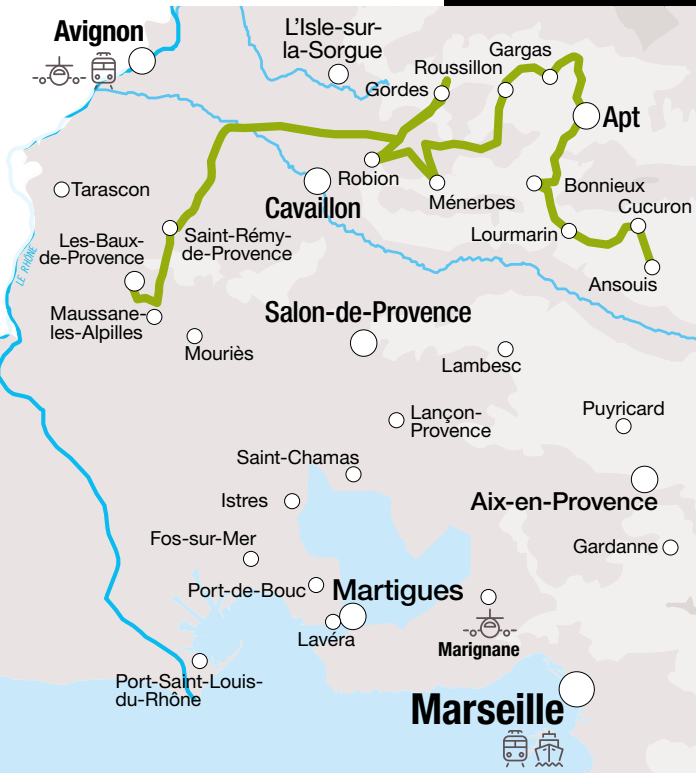 Avignon
L'Isle-sur-
la-Sorgue
Gargas
Roussillon
Gordes
Apt
Tarascon
Robion
Cavaillon
Ménerbes
Bonnieux
Cucuron
Lourmarin
Les-Baux-
de-Provence
Saint-Rémy-
de-Provence
LE RHÔNE
Ansouis
Maussane-
les-Alpilles
Salon-de-Provence
Mouriès
Lambesc
Lançon-
Provence
Puyricard
Saint-Chamas
Istres
Aix-en-Provence
Fos-sur-Mer
Gardanne
Port-de-Bouc
Martigues
Lavéra
Marignane
Port-Saint-Louis-
du-Rhône
Marseille